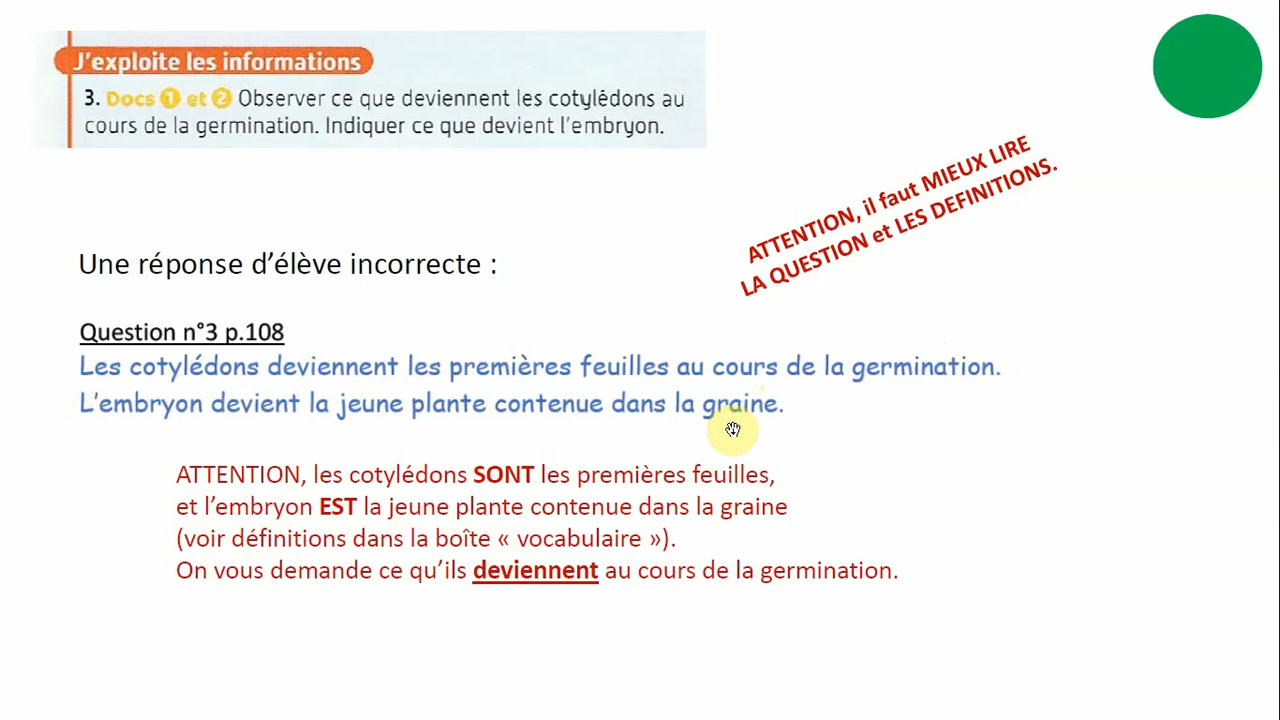 J'exploite les informations
3. Docs 1 et 2 Observer ce que deviennent les cotylédons au
cours de la germination. Indiquer ce que devient l'embryon.
ATTENTION, il faut MIEUX LIRE
LA QUESTION et LES DEFINITIONS.
Une réponse d'élève incorrecte :
Question n°3 p.108
Les cotylédons deviennent les premières feuilles au cours de la germination.
L'embryon devient la jeune plante contenue dans la graine.
ATTENTION, les cotylédons SONT les premières feuilles,
et l'embryon EST la jeune plante contenue dans la graine
(voir définitions dans la boîte « vocabulaire »).
On vous demande ce qu'ils deviennent au cours de la germination.